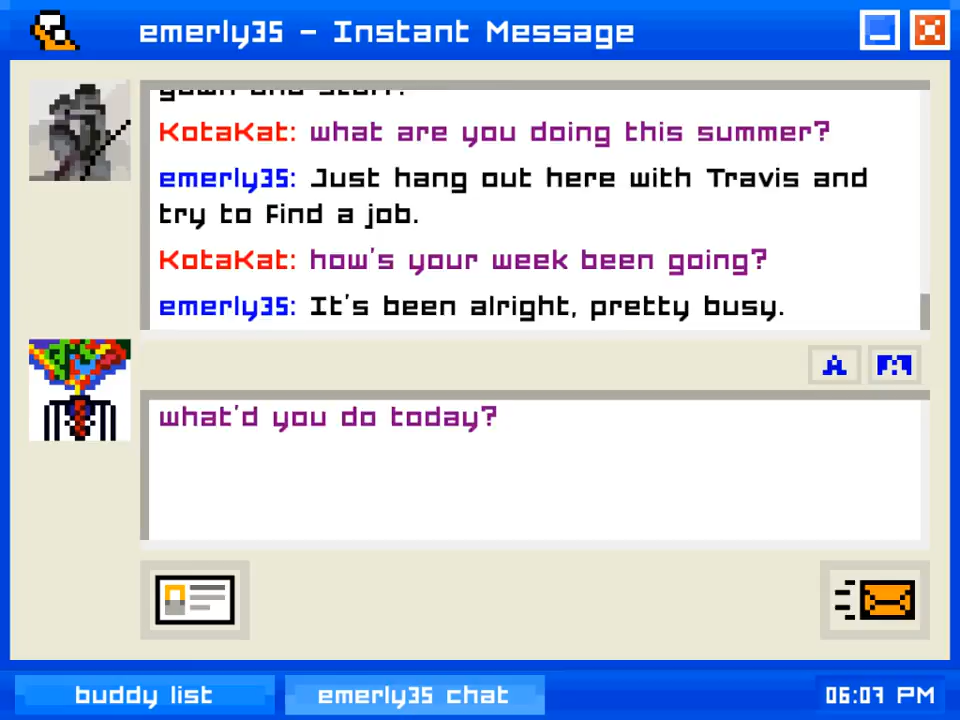 emerly35 - Instant Message
KotaKat: what are you doing this summer?
emerly35: Just hang out here with Travis and
try to find a job.
KotaKat: how's your week been going?
emerly35: It's been alright, pretty busy.
A
what'd you do today?
buddy list
emerly35 chat
06:07 PM